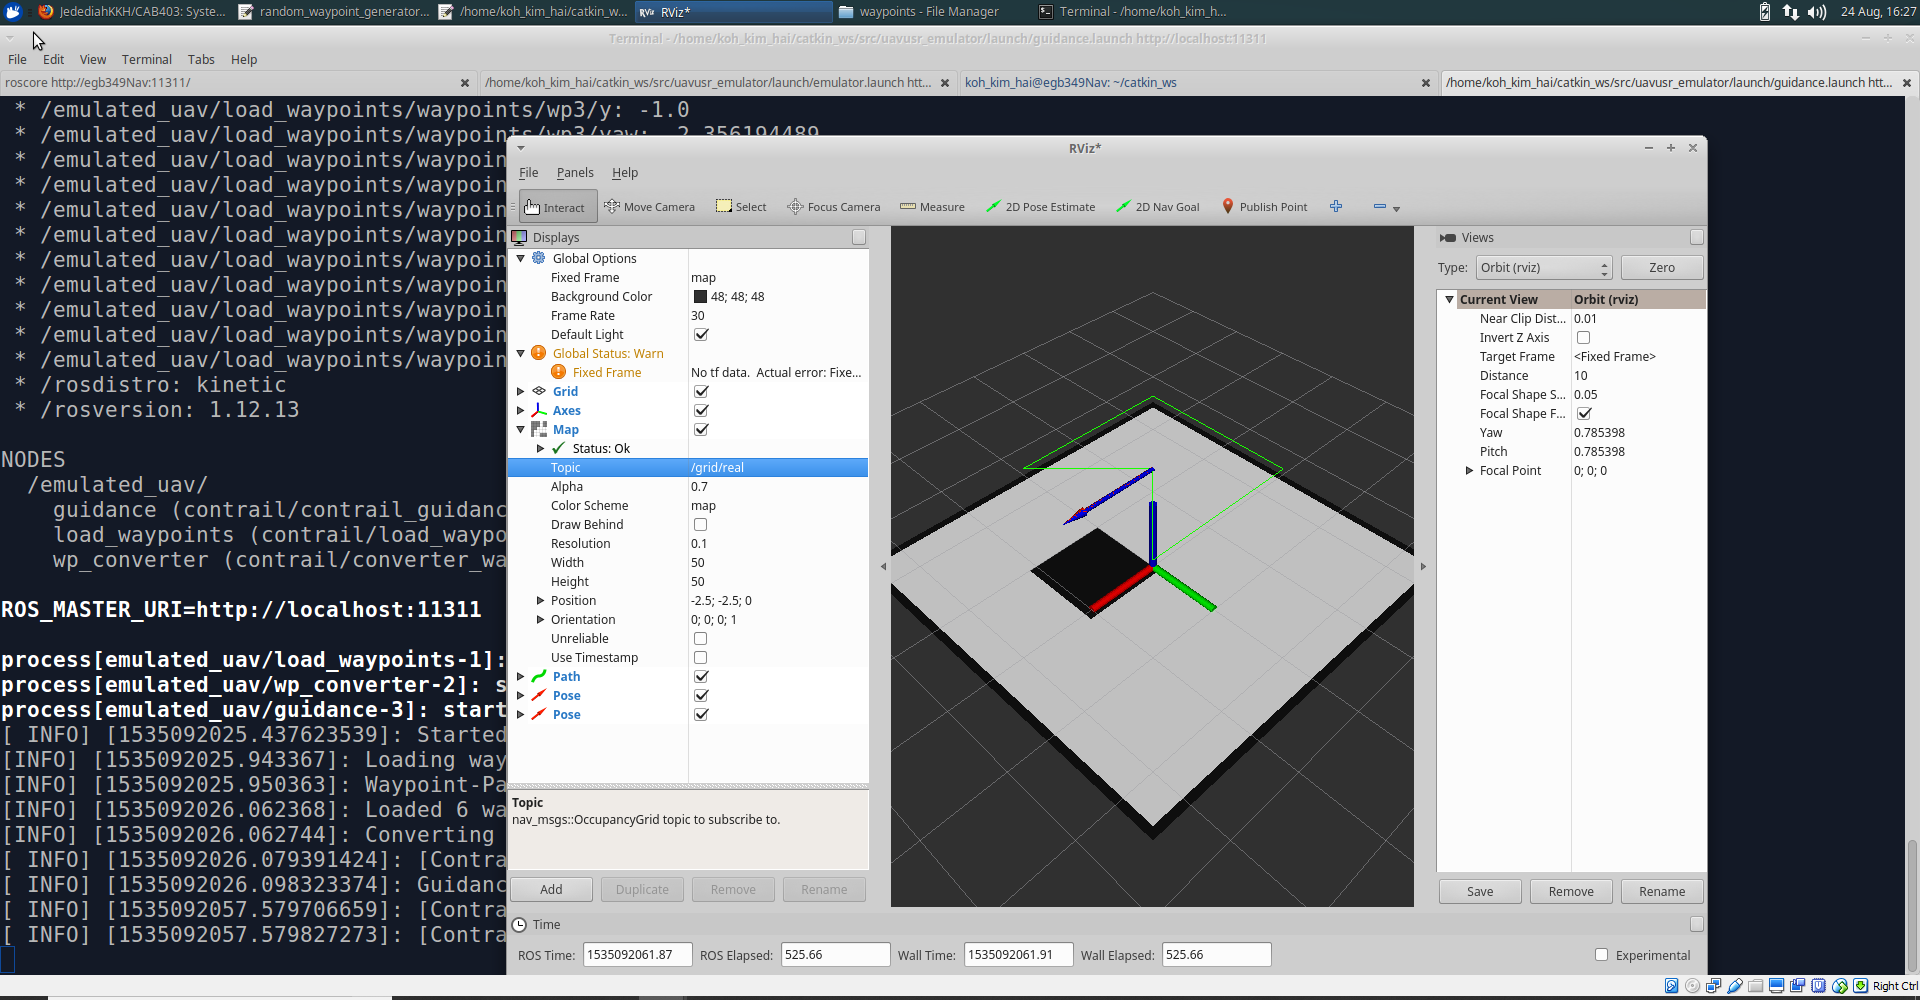 JedediahKKH/CAB403: Syste...
random_waypoint_generator...
/home/koh_kim_hai/catkin_w...
RViz*
waypoints - File Manager
Terminal - /home/koh_kim_h...
24 Aug, 16:27
Terminal - /home/koh_kim_hai/catkin_ws/src/uavusr_emulator/launch/guidance.launch http://localhost:11311
File Edit View Terminal Tabs Help
roscore http://egb349Nav:11311/
/home/koh_kim_hai/catkin_ws/src/uavusr_emulator/launch/emulator.launch htt...
koh_kim_hai@egb349Nav: ~/catkin_ws
/home/koh_kim_hai/catkin_ws/src/uavusr_emulator/launch/guidance.launch htt...
* /emulated_uav/load_waypoints/waypoints/wp3/y: -1.0
* /emulated_uav/load_waypoints/waypoints/wp3/yaw: 2.356194489
* /emulated_uav/load_waypoints/waypoin
* /emulated_uav/load_waypoints/waypoin
* /emulated_uav/load_waypoints/waypoin
* /emulated_uav/load_waypoints/waypoin
* /emulated_uav/load_waypoints/waypoin
* /emulated_uav/load_waypoints/waypoin
* /emulated_uav/load_waypoints/waypoin
* /emulated_uav/load_waypoints/waypoin
* /emulated_uav/load_waypoints/waypoin
* /rosdistro: kinetic
* /rosversion: 1.12.13
NODES
/emulated_uav/
guidance (contrail/contrail_guidanc
load_waypoints (contrail/load_waypo
wp_converter (contrail/converter_wa
ROS_MASTER_URI=http://localhost:11311
process[emulated_uav/load_waypoints-1]:
process[emulated_uav/wp_converter-2]: s
process[emulated_uav/guidance-3]: start
[ INFO] [1535092025.437623539]: Started
[INFO] [1535092025.943367]: Loading way
[INFO] [1535092025.950363]: Waypoint-Pa
[INFO] [1535092026.062368]: Loaded 6 wa
[INFO] [1535092026.062744]: Converting
[ INFO] [1535092026.079391424]: [Contra
[ INFO] [1535092026.098323374]: Guidanc
[ INFO] [1535092057.579706659]: [Contra
[ INFO] [1535092057.579827273]: [Contra
RViz*
File Panels Help
Interact Move Camera Select Focus Camera Measure 2D Pose Estimate 2D Nav Goal Publish Point
Displays
Global Options
Fixed Frame map
Background Color 48; 48; 48
Frame Rate 30
Default Light
Global Status: Warn
Fixed Frame No tf data. Actual error: Fixe...
Grid
Axes
Map
Status: Ok
Topic /grid/real
Alpha 0.7
Color Scheme map
Draw Behind
Resolution 0.1
Width 50
Height 50
Position -2.5; -2.5; 0
Orientation 0; 0; 0; 1
Unreliable
Use Timestamp
Path
Pose
Pose
Topic
nav_msgs::OccupancyGrid topic to subscribe to.
Add Duplicate Remove Rename
Views
Type: Orbit (rviz) Zero
Current View Orbit (rviz)
Near Clip Dist... 0.01
Invert Z Axis
Target Frame <Fixed Frame>
Distance 10
Focal Shape S... 0.05
Focal Shape F...
Yaw 0.785398
Pitch 0.785398
Focal Point 0; 0; 0
Save Remove Rename
Time
ROS Time: 1535092061.87 ROS Elapsed: 525.66 Wall Time: 1535092061.91 Wall Elapsed: 525.66 Experimental
Right Ctrl